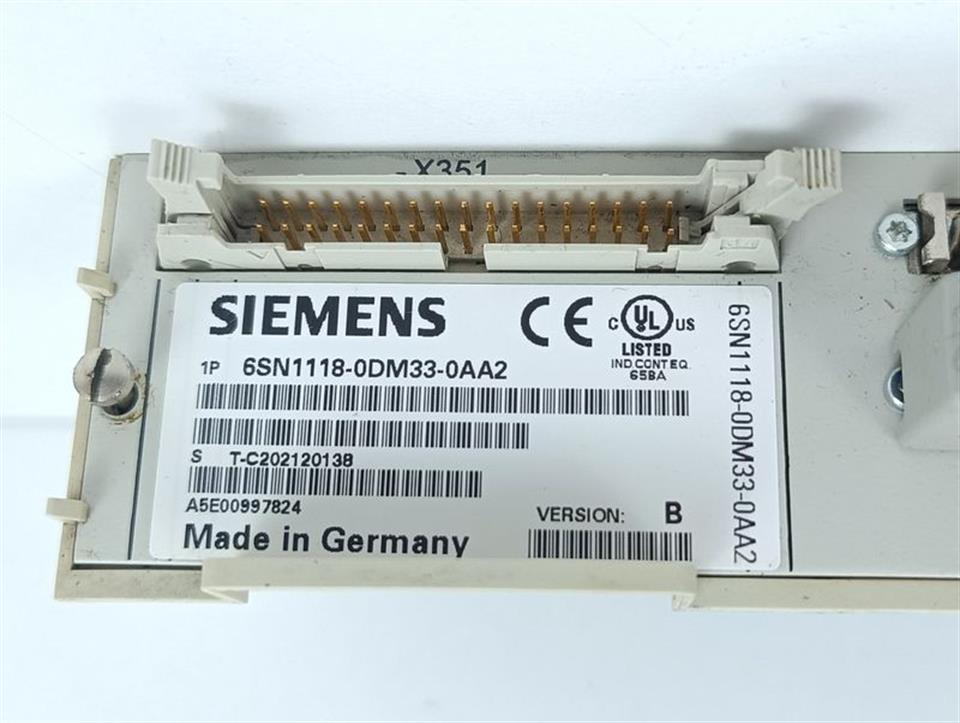 -X351
SIEMENS
CE
C UL US
LISTED
IND.CONT.EQ.
65BA
1P 6SN1118-0DM33-0AA2
S T-C202120138
A5E00997824
VERSION: B
Made in Germany
6SN1118-0DM33-0AA2